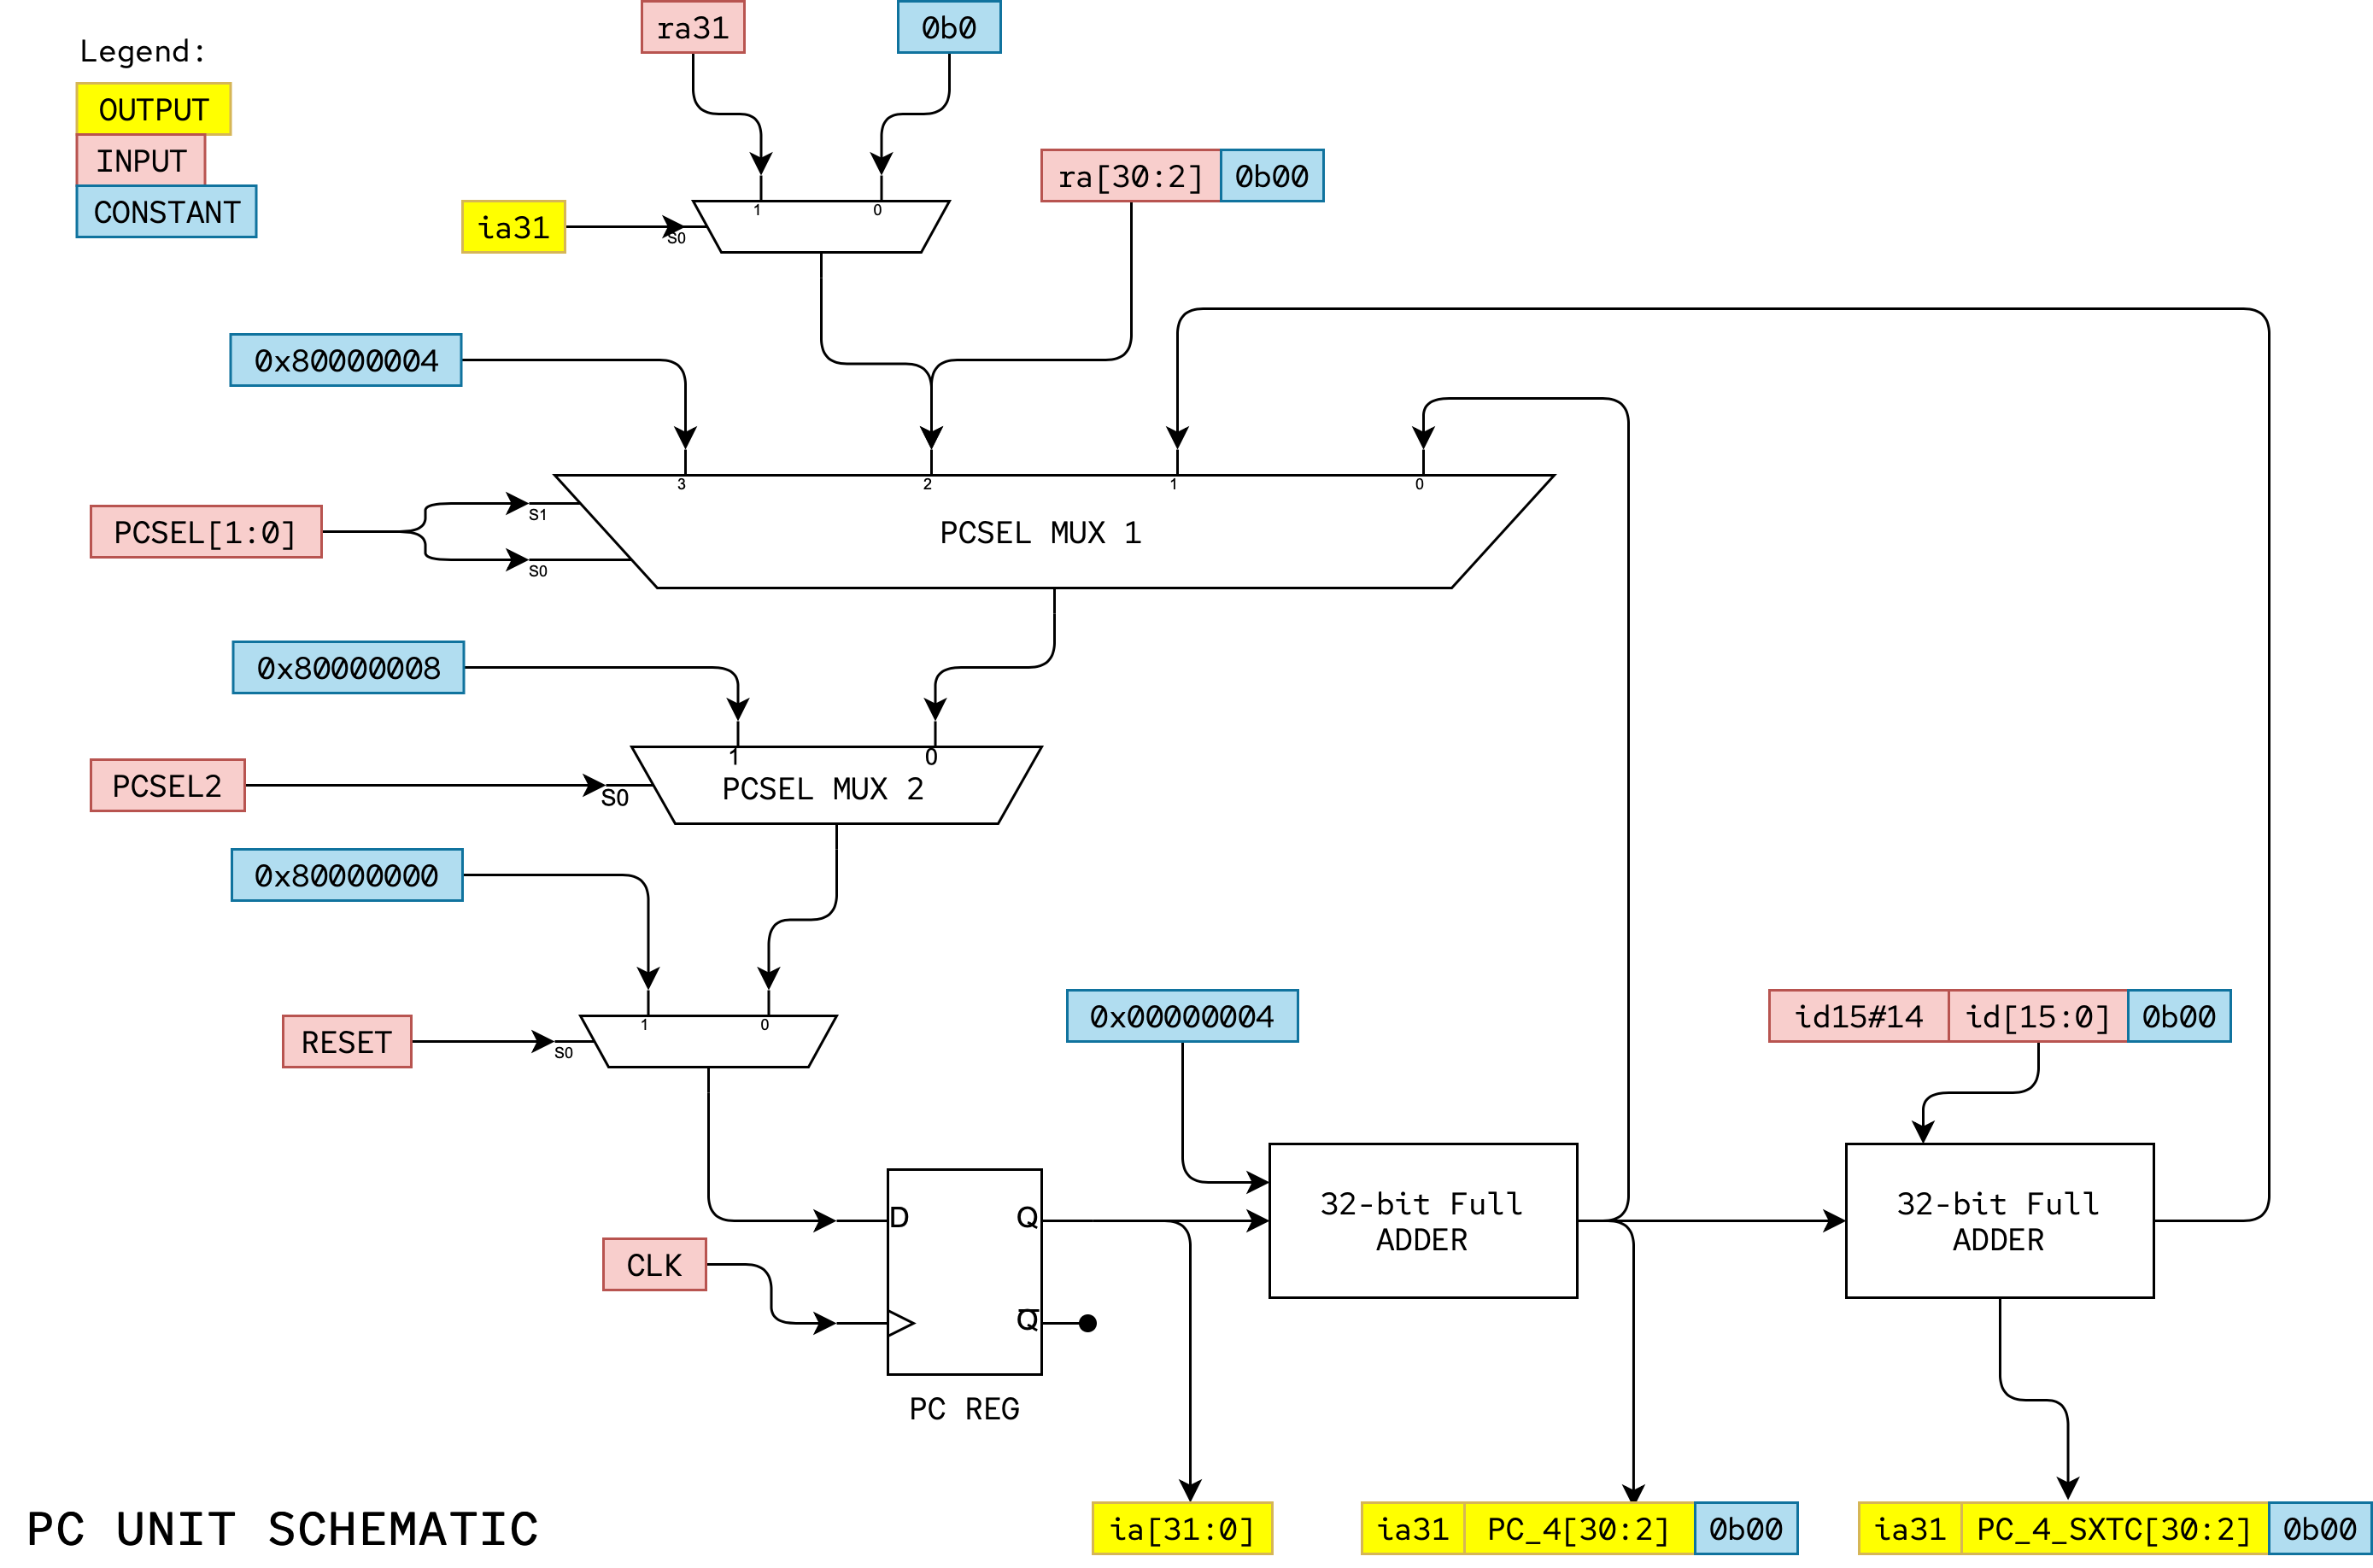 ra31
0b0
Legend:
OUTPUT
INPUT
CONSTANT
ra[30:2] 0b00
ia31
S0
1 0
0x80000004
3 2 1 0
PCSEL[1:0]
S1
S0
PCSEL MUX 1
0x80000008
1 0
PCSEL2
S0
PCSEL MUX 2
0x80000000
1 0
RESET
S0
0x00000004
id15#14 id[15:0] 0b00
D Q
CLK
Q̅
PC REG
32-bit Full
ADDER
32-bit Full
ADDER
PC UNIT SCHEMATIC
ia[31:0]
ia31 PC_4[30:2] 0b00
ia31 PC_4_SXTC[30:2] 0b00